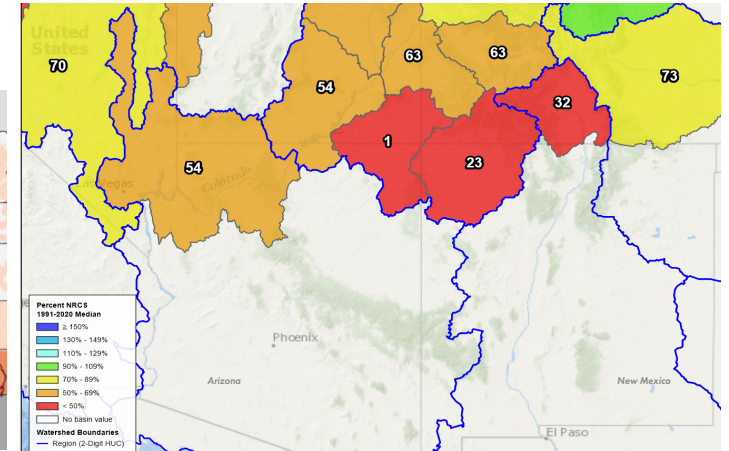 United
States
70
63
63
73
54
32
1
23
54
Las Vegas
Colorado
Percent NRCS
1991-2020 Median
≥ 150%
130% - 149%
110% - 129%
90% - 109%
70% - 89%
50% - 69%
< 50%
No basin value
Watershed Boundaries
Region (2-Digit HUC)
Phoenix
Arizona
New Mexico
El Paso